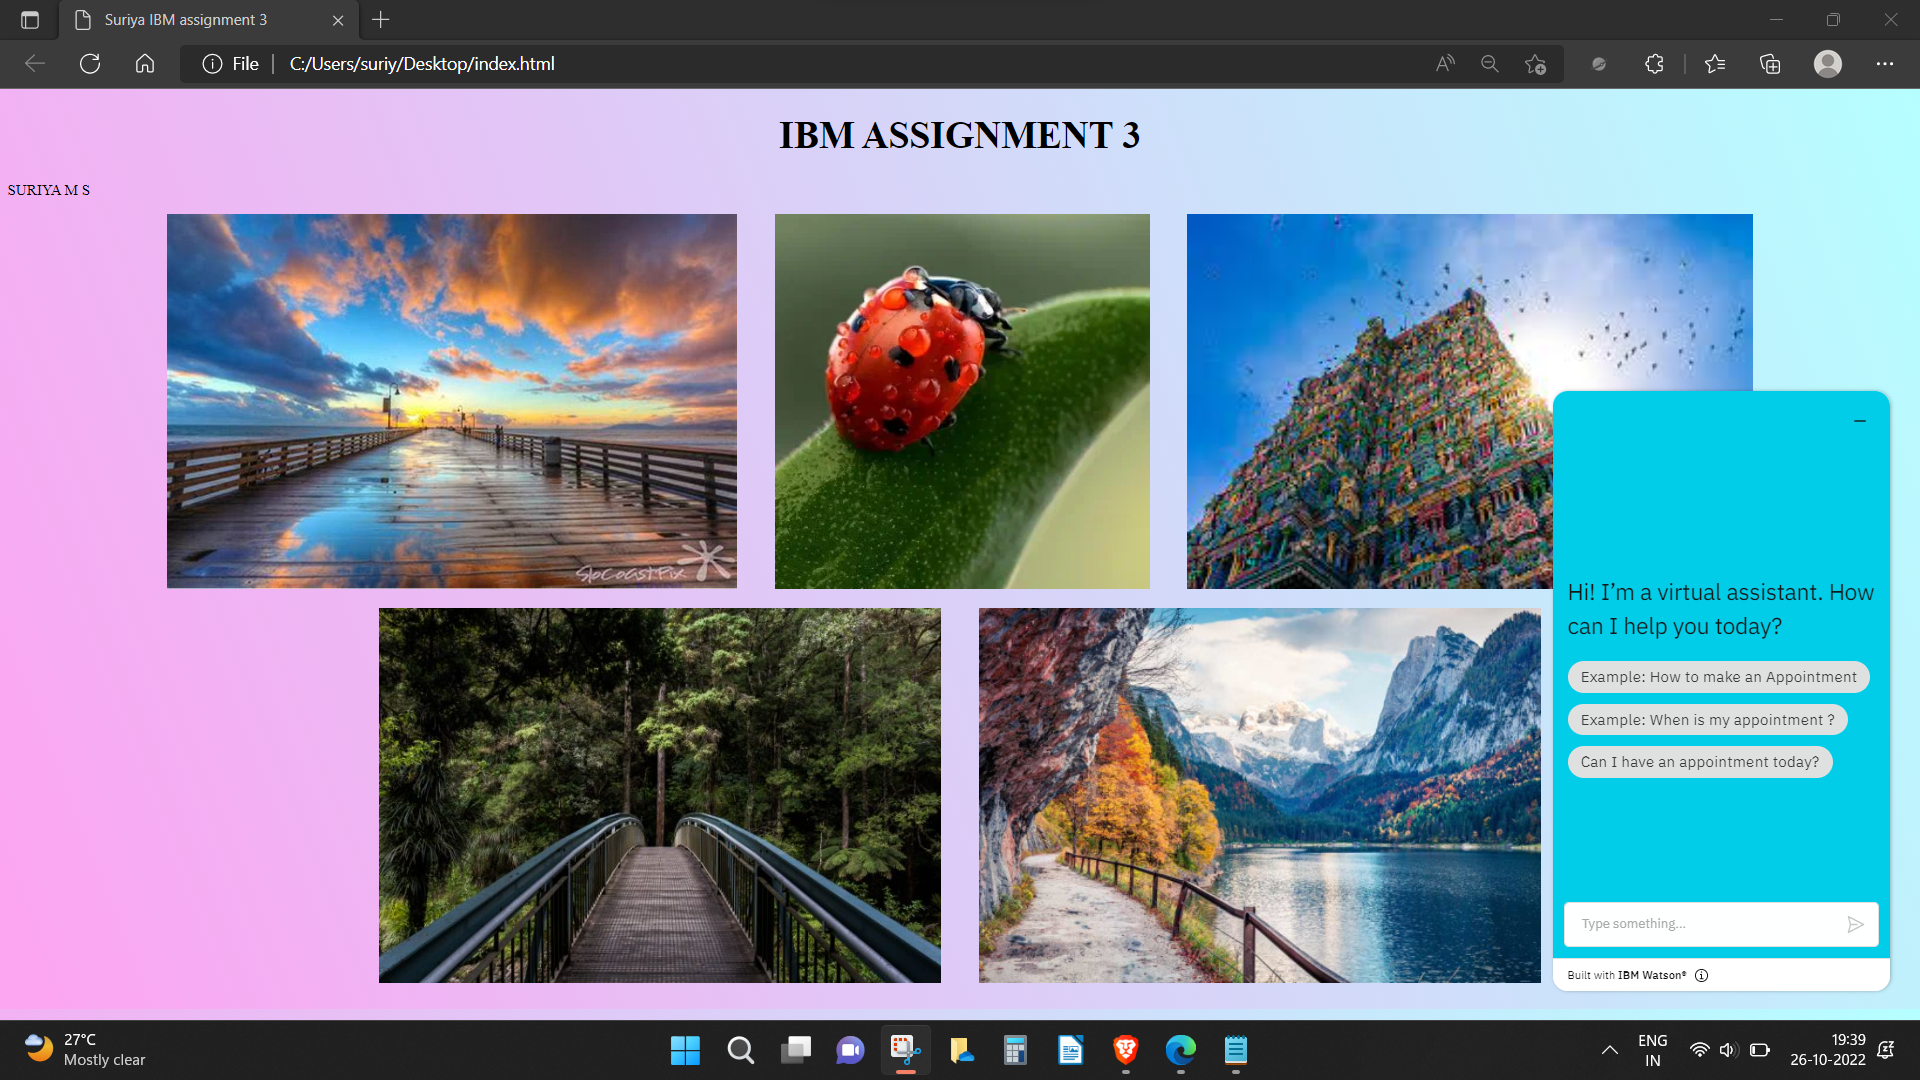 Suriya IBM assignment 3
File
C:/Users/suriy/Desktop/index.html
IBM ASSIGNMENT 3
SURIYA M S
SLOCOASTPIX
Hi! I'm a virtual assistant. How
can I help you today?
Example: How to make an Appointment
Example: When is my appointment ?
Can I have an appointment today?
Type something...
Built with IBM Watson®
27°C
Mostly clear
ENG
IN
19:39
26-10-2022